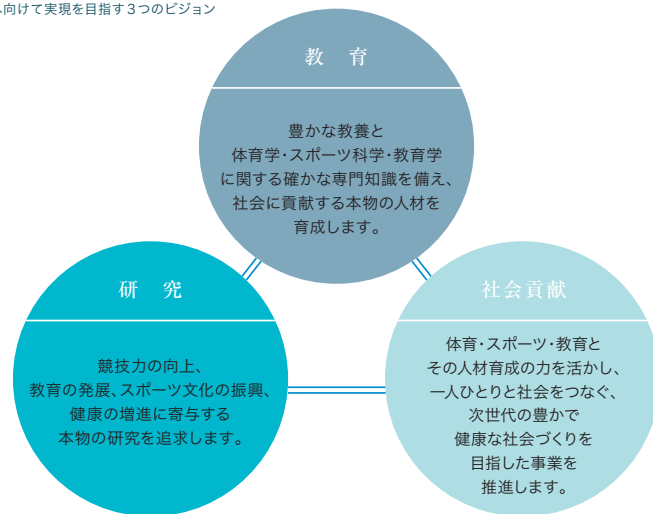 向けて実現を目指す3つのビジョン
教 育
豊かな教養と
体育学・スポーツ科学・教育学
に関する確かな専門知識を備え、
社会に貢献する本物の人材を
育成します。
研 究
競技力の向上、
教育の発展、スポーツ文化の振興、
健康の増進に寄与する
本物の研究を追求します。
社会貢献
体育・スポーツ・教育と
その人材育成の力を活かし、
一人ひとりと社会をつなぐ、
次世代の豊かで
健康な社会づくりを
目指した事業を
推進します。